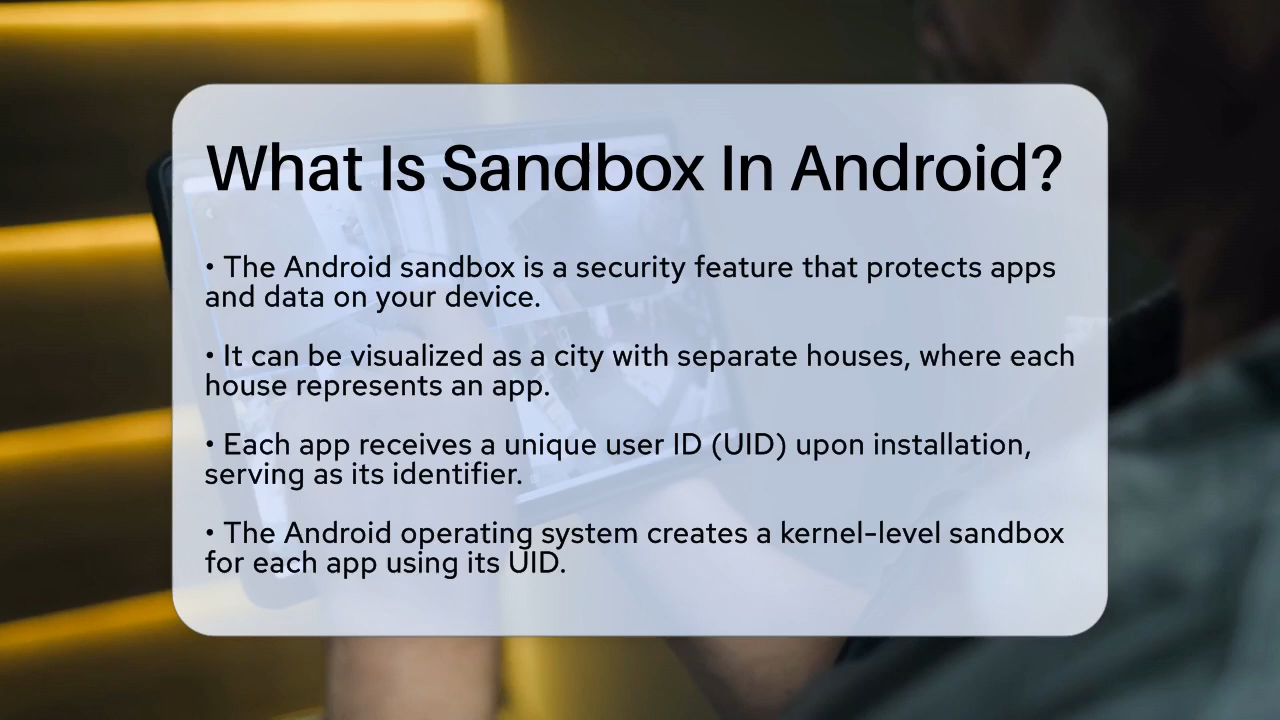 What Is Sandbox In Android?
• The Android sandbox is a security feature that protects apps
and data on your device.
• It can be visualized as a city with separate houses, where each
house represents an app.
• Each app receives a unique user ID (UID) upon installation,
serving as its identifier.
• The Android operating system creates a kernel-level sandbox
for each app using its UID.